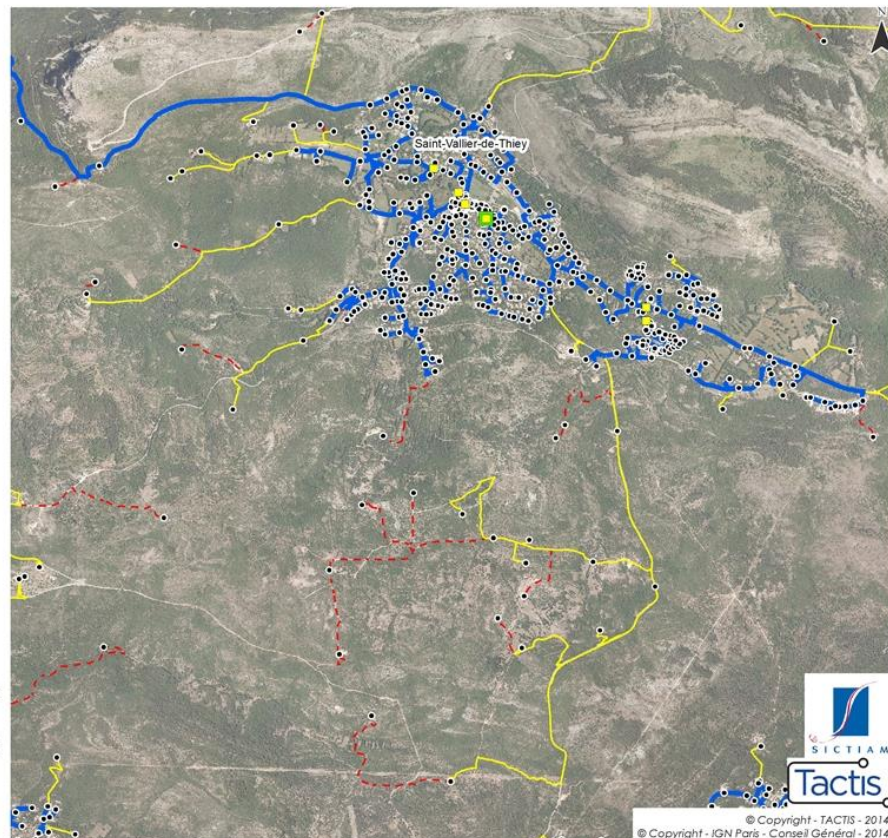 N
Saint-Vallier-de-Thiey
SICTIAM
Tactis
© Copyright - TACTIS - 2014
© Copyright - IGN Paris - Conseil Général - 2014